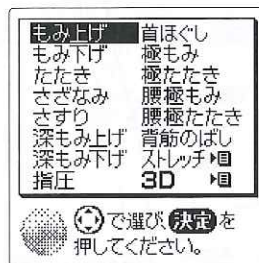 もみ上げ 首ほぐし
もみ下げ 極もみ
たたき 極たたき
さざなみ 腰極もみ
さすり 腰極たたき
深もみ上げ 背筋のばし
深もみ下げ ストレッチ
指圧 3D
で選び、決定を
押してください。